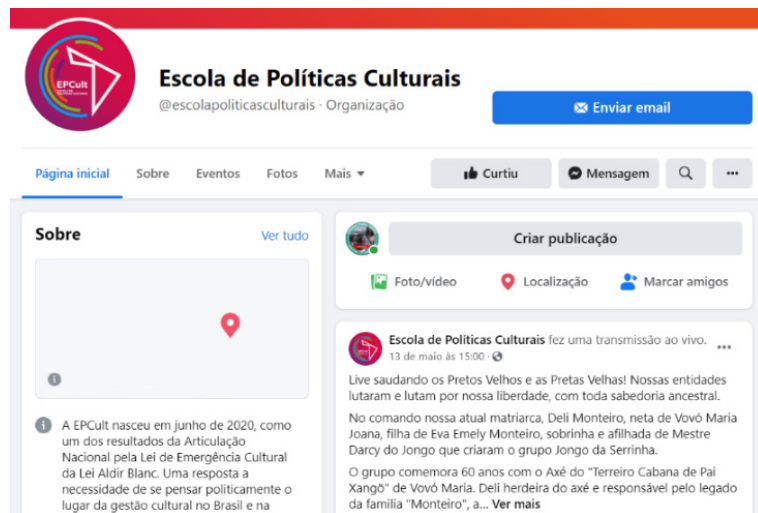 EPCult
Escola de Políticas Culturais
@escolapoliticasculturais · Organização
Enviar email
Página inicial Sobre Eventos Fotos Mais
Curtiu Mensagem
Sobre Ver tudo
Criar publicação
Foto/vídeo Localização Marcar amigos
Escola de Políticas Culturais fez uma transmissão ao vivo.
13 de maio às 15:00 ·
Live saudando os Pretos Velhos e as Pretas Velhas! Nossas entidades
lutaram e lutam por nossa liberdade, com toda sabedoria ancestral.
No comando nossa atual matriarca, Deli Monteiro, neta de Vovó Maria
Joana, filha de Eva Emely Monteiro, sobrinha e afilhada de Mestre
Darcy do Jongo que criaram o grupo Jongo da Serrinha.
O grupo comemora 60 anos com o Axé do "Terreiro Cabana de Pai
Xangô" de Vovó Maria. Deli herdeira do axé e responsável pelo legado
da familia "Monteiro", a... Ver mais
A EPCult nasceu em junho de 2020, como
um dos resultados da Articulação
Nacional pela Lei de Emergência Cultural
da Lei Aldir Blanc. Uma resposta a
necessidade de se pensar politicamente o
lugar da gestão cultural no Brasil e na